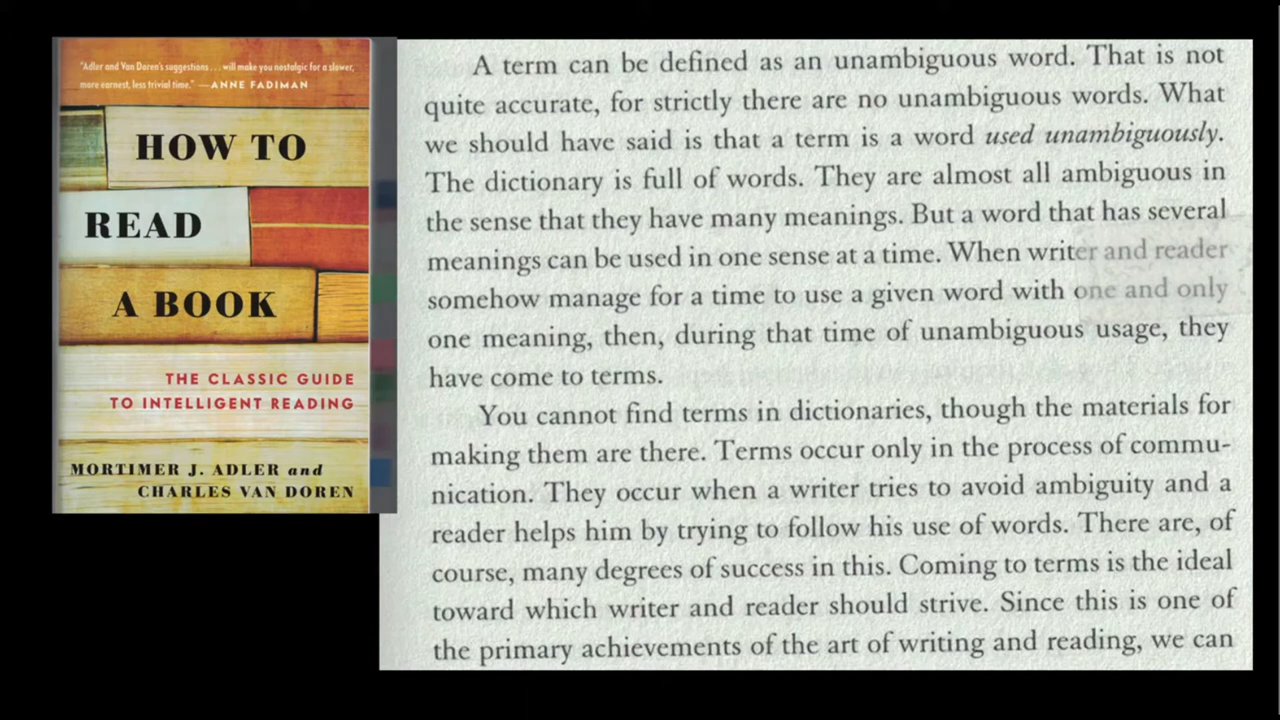 "Adler and Van Doren's suggestions . . . will make you nostalgic for a slower,
more earnest, less trivial time." —ANNE FADIMAN
HOW TO
READ
A BOOK
THE CLASSIC GUIDE
TO INTELLIGENT READING
MORTIMER J. ADLER and
CHARLES VAN DOREN
A term can be defined as an unambiguous word. That is not
quite accurate, for strictly there are no unambiguous words. What
we should have said is that a term is a word used unambiguously.
The dictionary is full of words. They are almost all ambiguous in
the sense that they have many meanings. But a word that has several
meanings can be used in one sense at a time. When writer and reader
somehow manage for a time to use a given word with one and only
one meaning, then, during that time of unambiguous usage, they
have come to terms.
You cannot find terms in dictionaries, though the materials for
making them are there. Terms occur only in the process of commu-
nication. They occur when a writer tries to avoid ambiguity and a
reader helps him by trying to follow his use of words. There are, of
course, many degrees of success in this. Coming to terms is the ideal
toward which writer and reader should strive. Since this is one of
the primary achievements of the art of writing and reading, we can